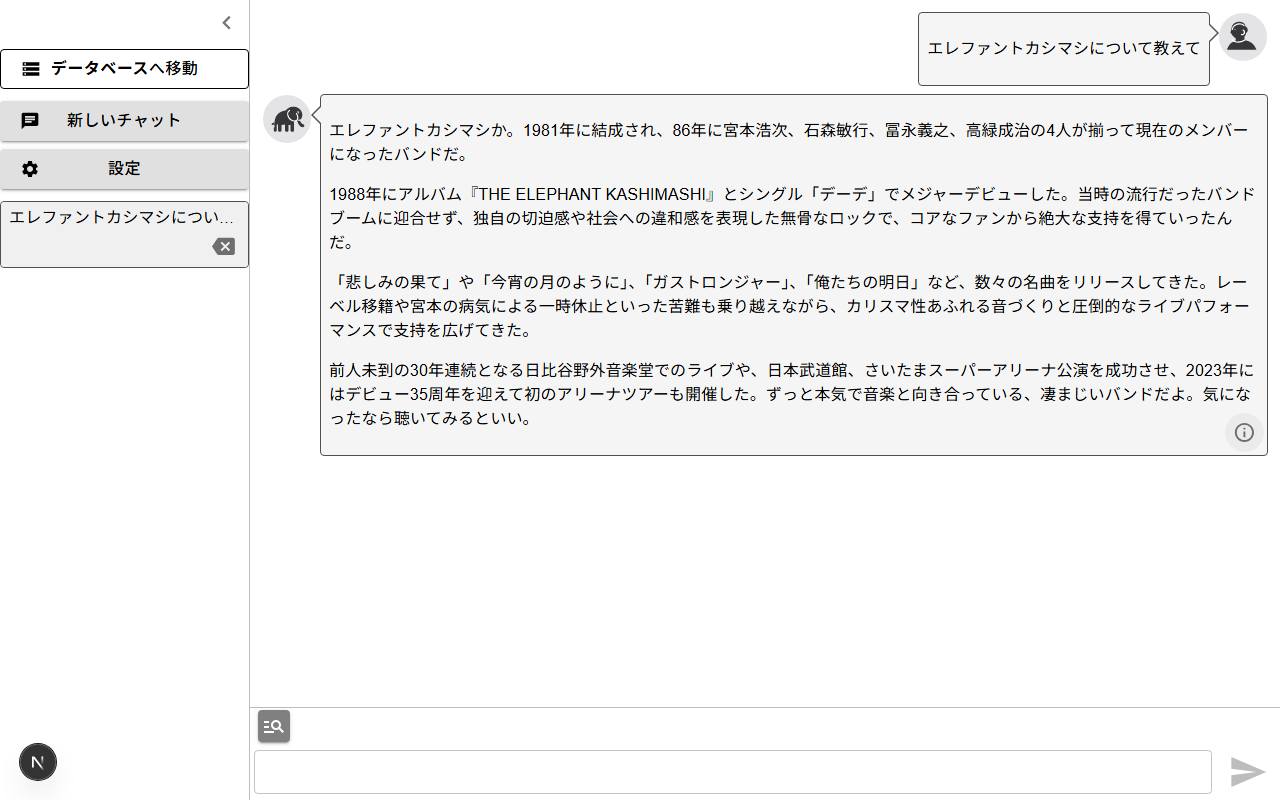 データベースへ移動
新しいチャット
設定
エレファントカシマシについ...
エレファントカシマシについて教えて
エレファントカシマシか。1981年に結成され、86年に宮本浩次、石森敏行、冨永義之、高緑成治の4人が揃って現在のメンバー
になったバンドだ。
1988年にアルバム『THE ELEPHANT KASHIMASHI』とシングル「デーデ」でメジャーデビューした。当時の流行だったバンド
ブームに迎合せず、独自の切迫感や社会への違和感を表現した無骨なロックで、コアなファンから絶大な支持を得ていったん
だ。
「悲しみの果て」や「今宵の月のように」、「ガストロンジャー」、「俺たちの明日」など、数々の名曲をリリースしてきた。レー
ベル移籍や宮本の病気による一時休止といった苦難も乗り越えながら、カリスマ性あふれる音づくりと圧倒的なライブパフォー
マンスで支持を広げてきた。
前人未到の30年連続となる日比谷野外音楽堂でのライブや、日本武道館、さいたまスーパーアリーナ公演を成功させ、2023年に
はデビュー35周年を迎えて初のアリーナツアーも開催した。ずっと本気で音楽と向き合っている、凄まじいバンドだよ。気にな
ったなら聴いてみるといい。
N